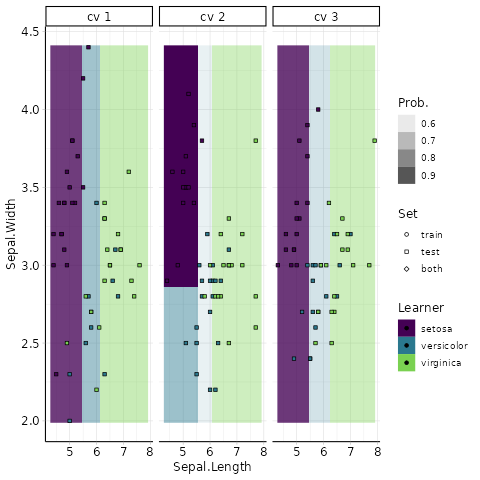 cv 1 cv 2 cv 3
4.5
4.0
3.5
3.0
2.5
2.0
Sepal.Width
5 6 7 8 5 6 7 8 5 6 7 8
Sepal.Length
Prob.
0.6
0.7
0.8
0.9
Set
train
test
both
Learner
setosa
versicolor
virginica